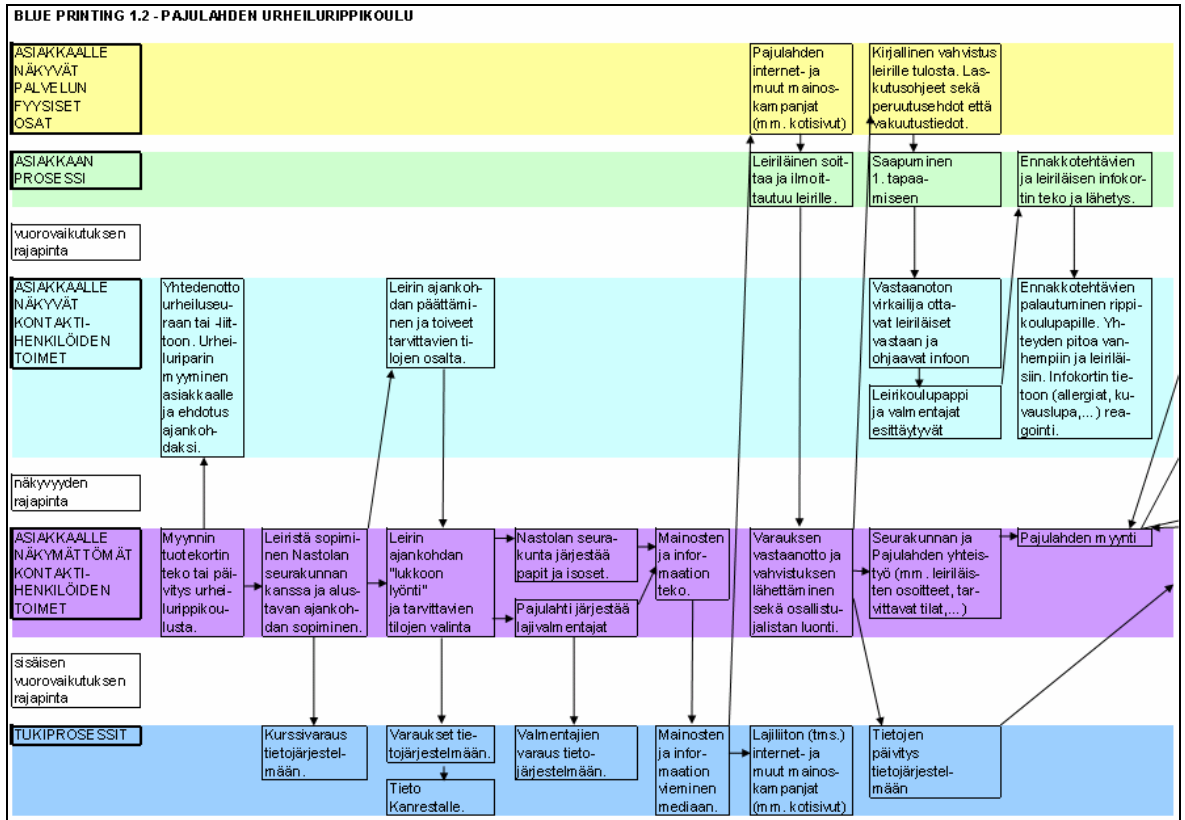 BLUE PRINTING 1.2 - PAJULAHDEN URHEILURIPPIKOULU
ASIAKKAALLE
NÄKYVÄT
PALVELUN
FYYSISET
OSAT
Pajulahden
internet- ja
muut mainos-
kampanjat
(mm. kotisivut)
Kirjallinen vahvistus
leirille tulosta. Las-
kutusohjeet sekä
peruutusehdot että
vakuutustiedot.
ASIAKKAAN
PROSESSI
Leiriläinen soit-
taa ja ilmoit-
tautuu leirille.
Saapuminen
1. tapaa-
miseen
Ennakkotehtävien
ja leiriläisen infokor-
tin teko ja lähetys.
vuorovaikutuksen
rajapinta
ASIAKKAALLE
NÄKYVÄT
KONTAKTI-
HENKILÖIDEN
TOIMET
Yhtedenotto
urheiluseu-
raan tai -liit-
toon. Urhei-
luriparin
myyminen
asiakkaalle
ja ehdotus
ajankoh-
daksi.
Leirin ajankoh-
dan päättämi-
nen ja toiveet
tarvittavien ti-
lojen osalta.
Vastaanoton
virkailija otta-
vat leiriläiset
vastaan ja
ohjaavat infoon
Leirikoulupappi
ja valmentajat
esittäytyvät
Ennakkotehtävien
palautuminen rippi-
koulupapille. Yh-
teyden pitoa van-
hempiin ja leiriläi-
siin. Infokortin tie-
toon (allergiat, ku-
vauslupa,...) rea-
gointi.
näkyvyyden
rajapinta
ASIAKKAALLE
NÄKYMÄTTÖMÄT
KONTAKTI-
HENKILÖIDEN
TOIMET
Myynnin
tuotekortin
teko tai päi-
vitys urhei-
lurippikou-
lusta.
Leiristä sopimi-
nen Nastolan
seurakunnan
kanssa ja alus-
tavan ajankoh-
dan sopiminen.
Leirin
ajankohdan
"lukkoon
lyönti"
ja tarvittavien
tilojen valinta
Nastolan seura-
kunta järjestää
papit ja isoset.
Pajulahti järjestää
lajivalmentajat
Mainosten
ja infor-
maation
teko.
Varauksen
vastaanotto ja
vahvistuksen
lähettäminen
sekä osallistu-
jalistan luonti.
Seurakunnan ja
Pajulahden yhteis-
työ (mm. leiriläis-
ten osoitteet, tar-
vittavat tilat,...)
Pajulahden myynti
sisäisen
vuorovaikutuksen
rajapinta
TUKIPROSESSIT
Kurssivaraus
tietojärjestel-
mään.
Varaukset tie-
tojärjestelmään.
Tieto
Kanrestalle.
Valmentajien
varaus tieto-
järjestelmään.
Mainosten
ja infor-
maation
vieminen
mediaan.
Lajiliiton (tms.)
internet- ja
muut mainos-
kampanjat
(mm. kotisivut)
Tietojen
päivitys
tietojärjestel-
mään